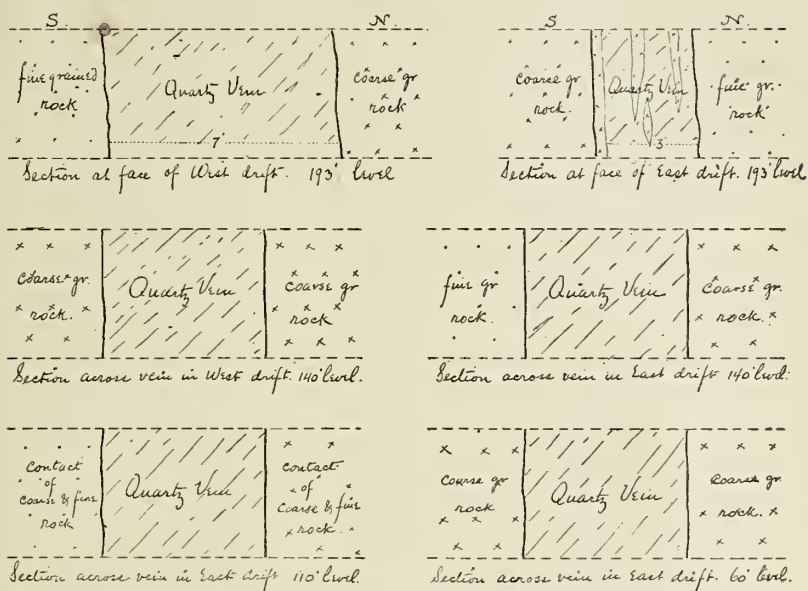 S. N.
fine grained
rock
Quartz Vein
coarse gr
rock
7
Section at face of West drift. 193' level
S N.
coarse gr
rock
Quartz Vein
fine gr.
rock
3
Section at face of East drift. 193' level
coarse gr.
rock.
Quartz Vein
coarse gr
rock
Section across vein in West drift. 140' level.
fine gr
rock.
Quartz Vein
coarse gr.
rock.
Section across vein in East drift 140' level.
contact
of
coarse & fine
rock
Quartz Vein
contact
of
coarse & fine
rock.
Section across vein in East drift 110' level.
course gr
rock
Quartz Vein
coarse gr
rock.
Section across vein in East drift. 60' level.